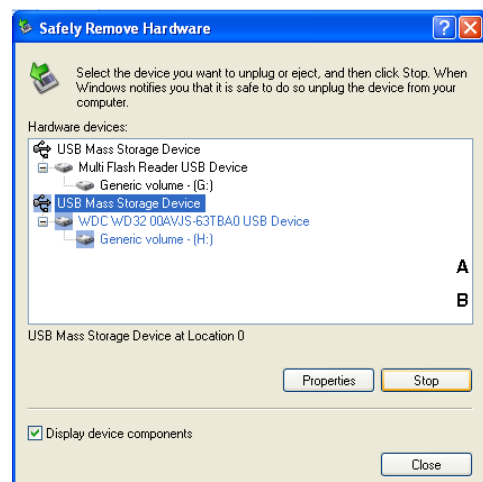 Safely Remove Hardware
Select the device you want to unplug or eject, and then click Stop. When
Windows notifies you that it is safe to do so unplug the device from your
computer.
Hardware devices:
USB Mass Storage Device
Multi Flash Reader USB Device
Generic volume - (G:)
USB Mass Storage Device
WDC WD32 00AVJS-63TBA0 USB Device
Generic volume - (H:)
A
B
USB Mass Storage Device at Location 0
Properties Stop
Display device components
Close